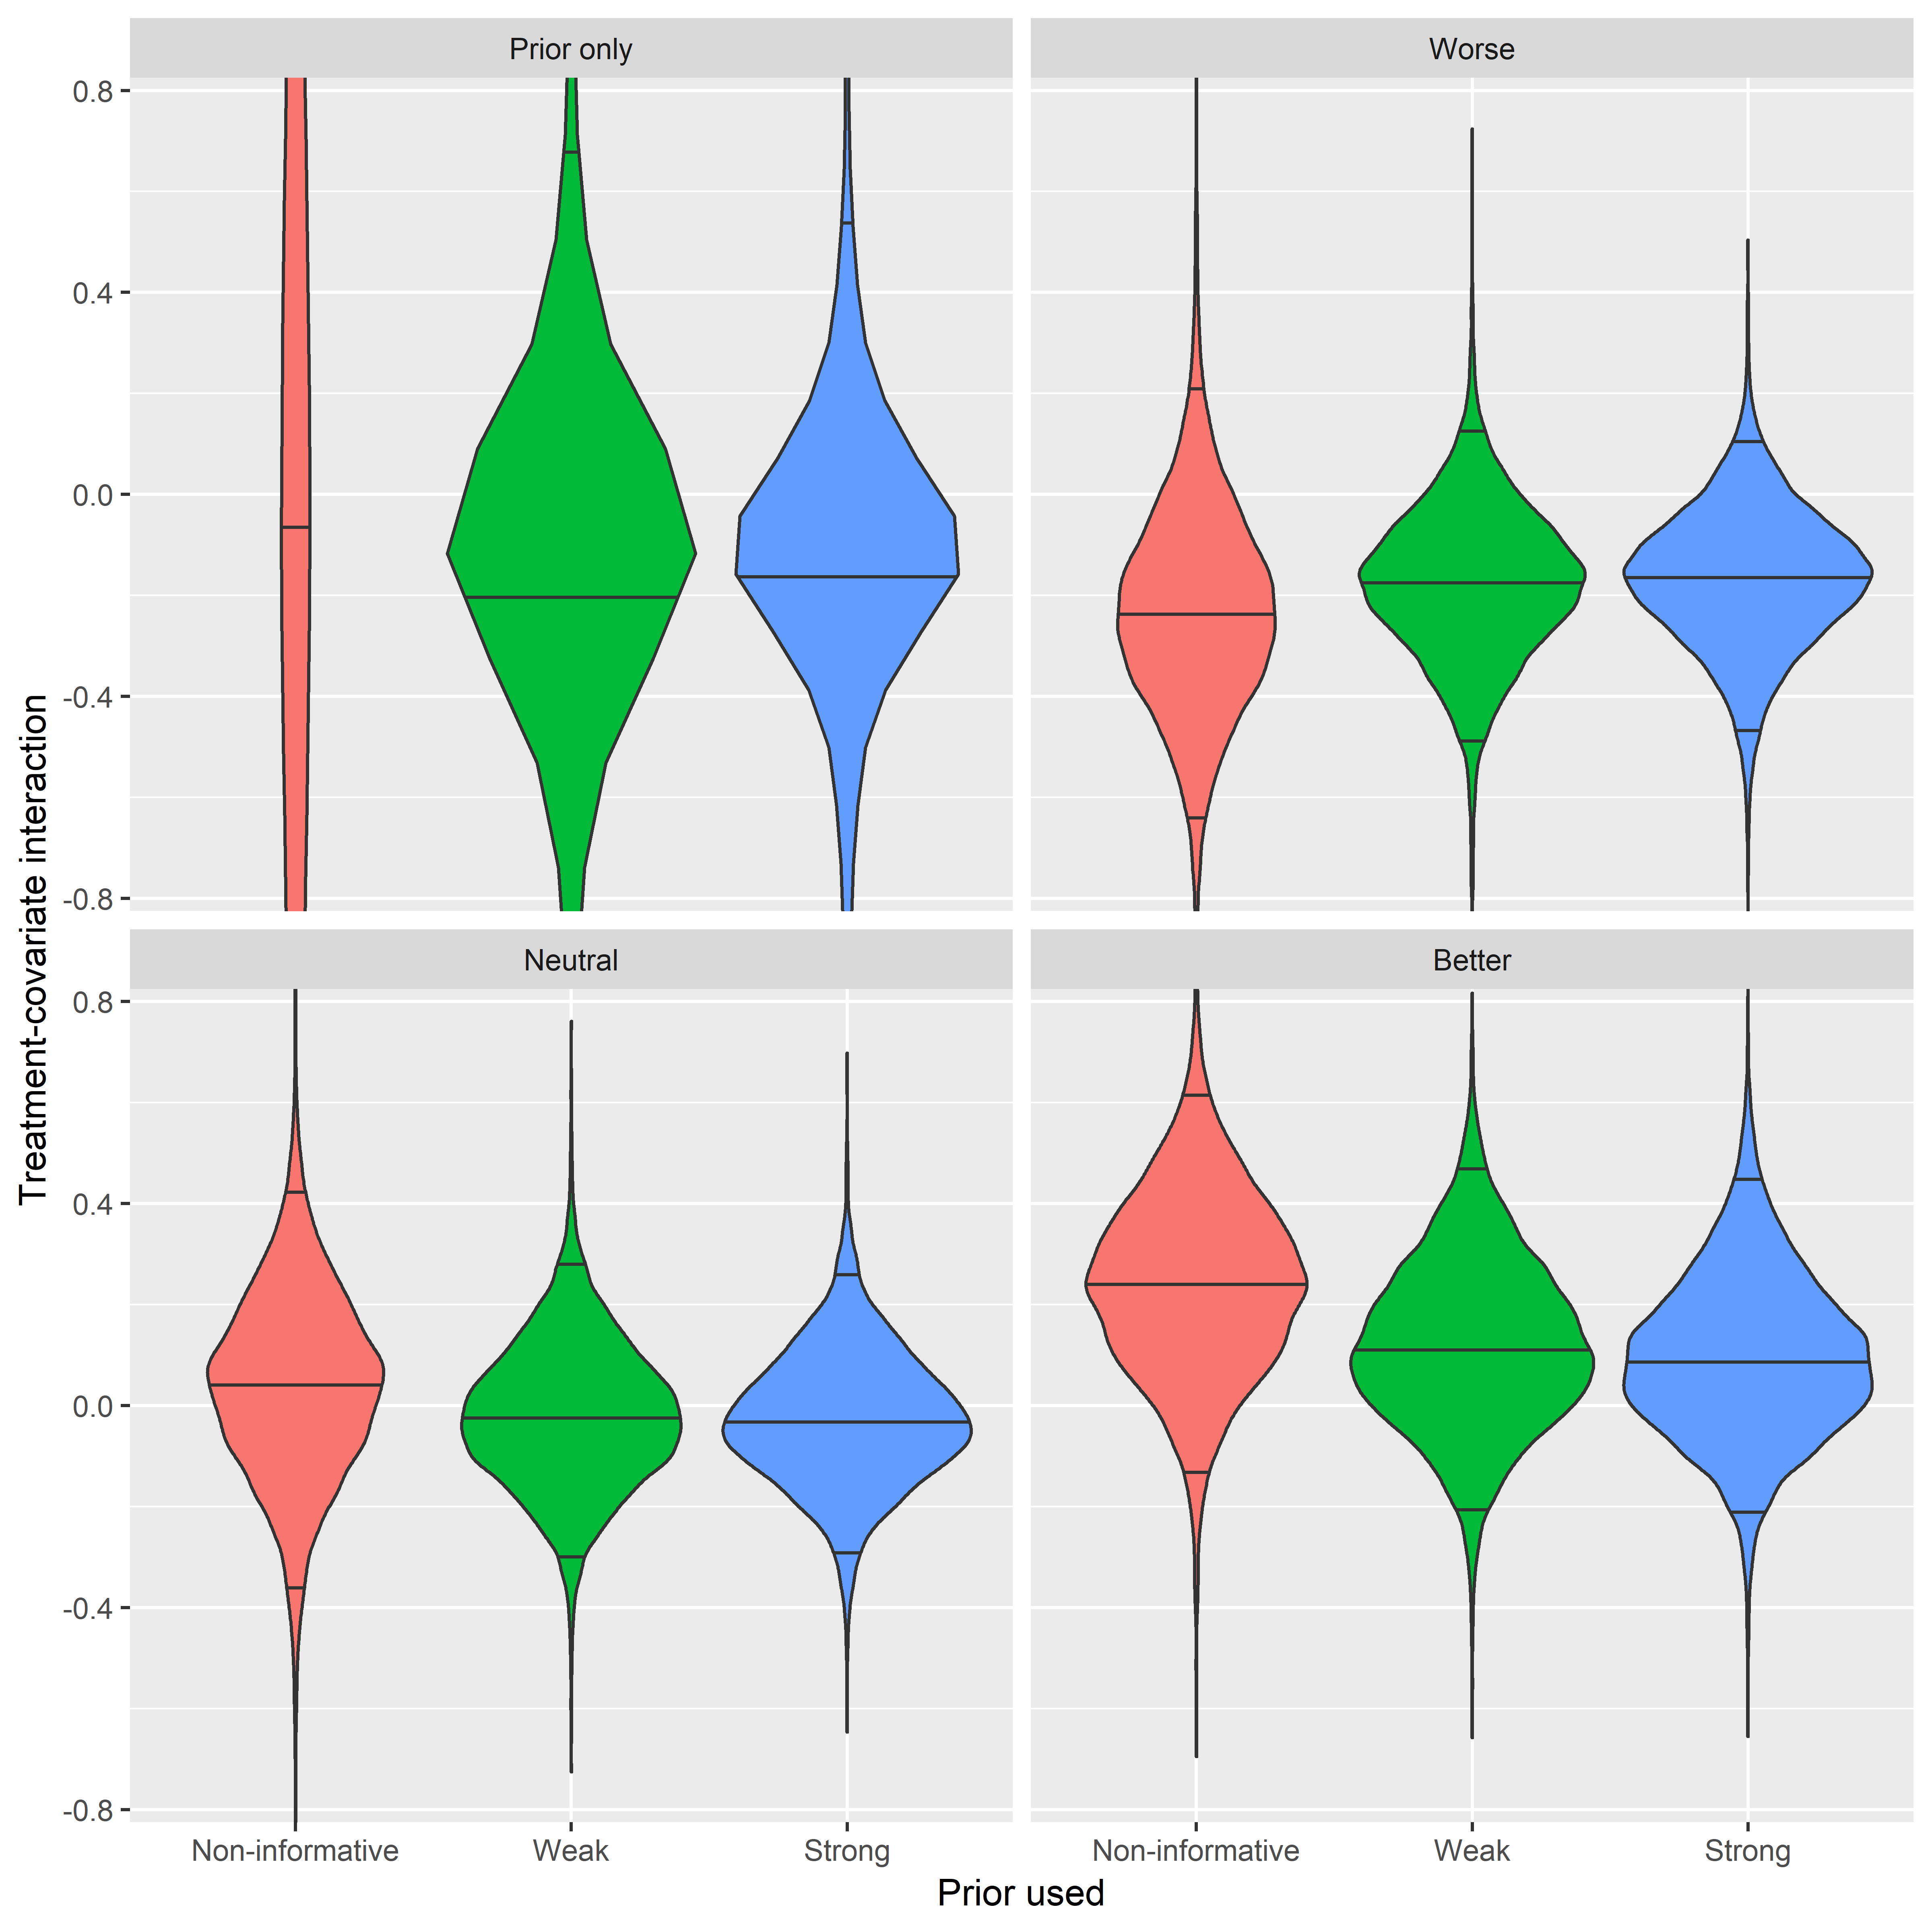 Prior only
Worse
0.8
0.4
0.0
-0.4
-0.8
Neutral
Better
0.8
0.4
0.0
-0.4
-0.8
Treatment-covariate interaction
Non-informative Weak Strong
Non-informative Weak Strong
Prior used